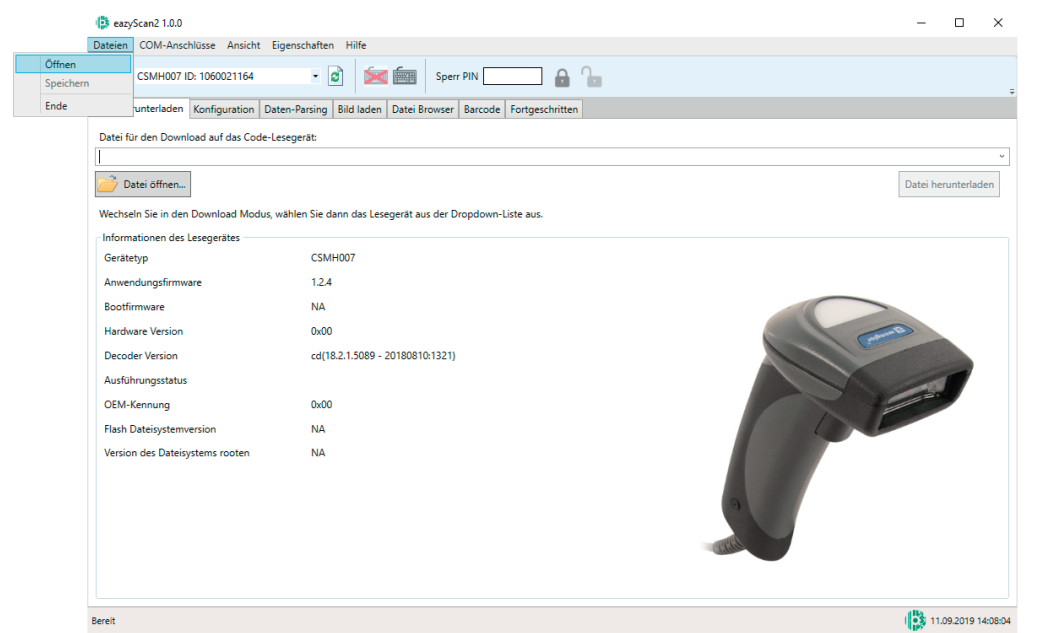 eazyScan2 1.0.0
Dateien COM-Anschlüsse Ansicht Eigenschaften Hilfe
Öffnen
Speichern
Ende
CSMH007 ID: 1060021164
Sperr PIN
unterladen Konfiguration Daten-Parsing Bild laden Datei Browser Barcode Fortgeschritten
Datei für den Download auf das Code-Lesegerät:
Datei öffnen...
Datei herunterladen
Wechseln Sie in den Download Modus, wählen Sie dann das Lesegerät aus der Dropdown-Liste aus.
Informationen des Lesegerätes
Gerätetyp CSMH007
Anwendungsfirmware 1.2.4
Bootfirmware NA
Hardware Version 0x00
Decoder Version cd(18.2.1.5089 - 20180810:1321)
Ausführungsstatus
OEM-Kennung 0x00
Flash Dateisystemversion NA
Version des Dateisystems rooten NA
wenglor
Bereit
11.09.2019 14:08:04